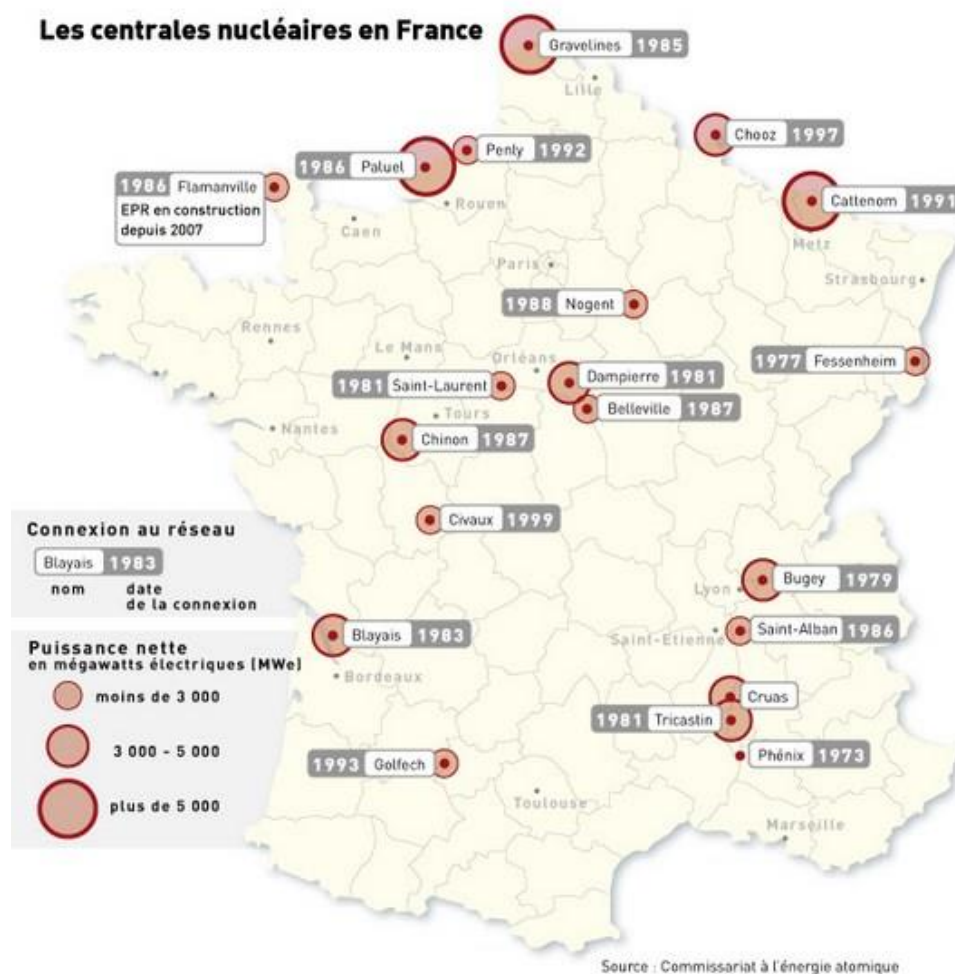 Les centrales nucléaires en France
Gravelines 1985
Lille
Chooz 1997
Penly 1992
1986 Paluel
1986 Flamanville
EPR en construction
depuis 2007
Cattenom 1991
Rouen
Caen
Metz
Paris
Strasbourg
1988 Nogent
Rennes
Le Mans
Orléans
1977 Fessenheim
Dampierre 1981
1981 Saint-Laurent
Belleville 1987
Tours
Nantes
Chinon 1987
Civaux 1999
Connexion au réseau
Blayais 1983
nom date
de la connexion
Bugey 1979
Lyon
Saint-Alban 1986
Saint-Etienne
Blayais 1983
Bordeaux
Puissance nette
en mégawatts électriques (MWe)
moins de 3 000
3 000 - 5 000
plus de 5 000
Cruas
1981 Tricastin
Phénix 1973
1993 Golfech
Toulouse
Marseille
Source : Commissariat à l'énergie atomique